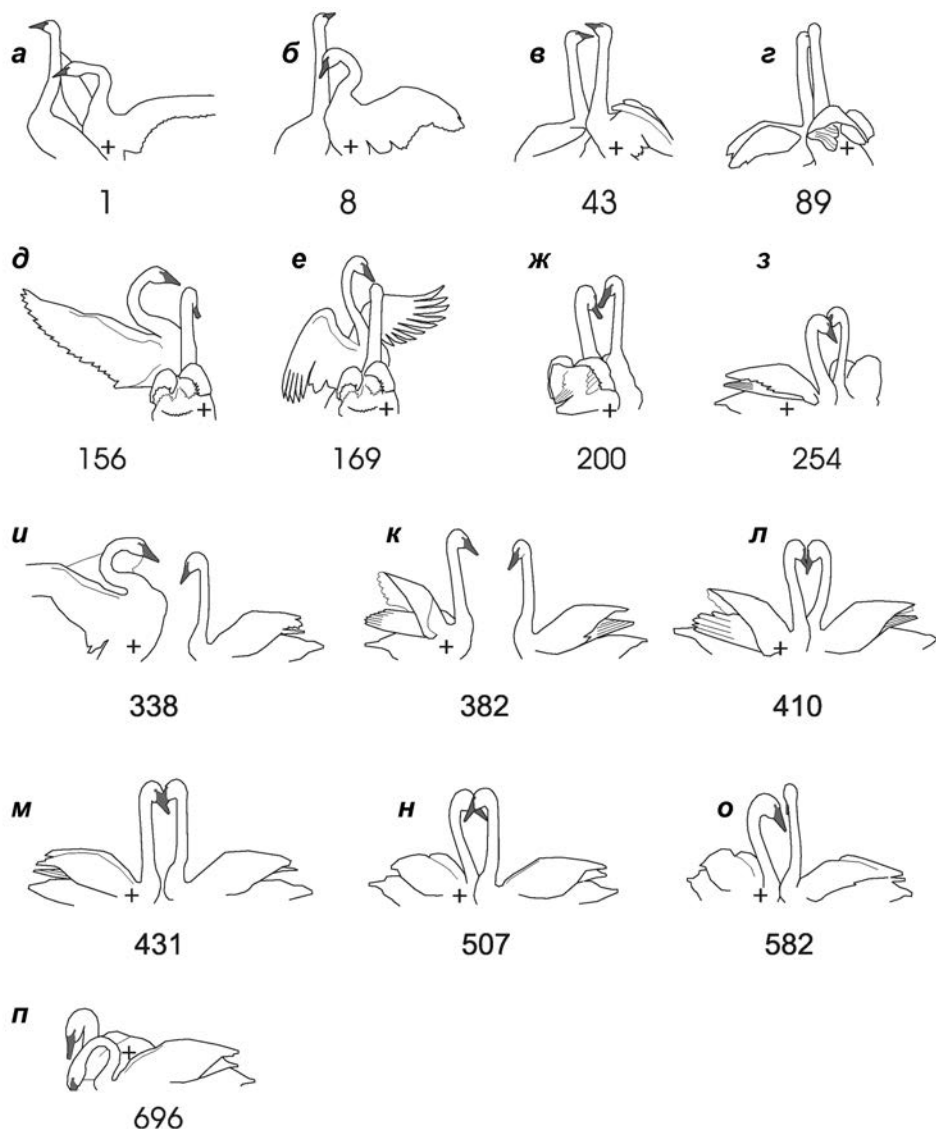 а б в г
1 8 43 89
д е ж з
156 169 200 254
и к л
338 382 410
м н о
431 507 582
п
696